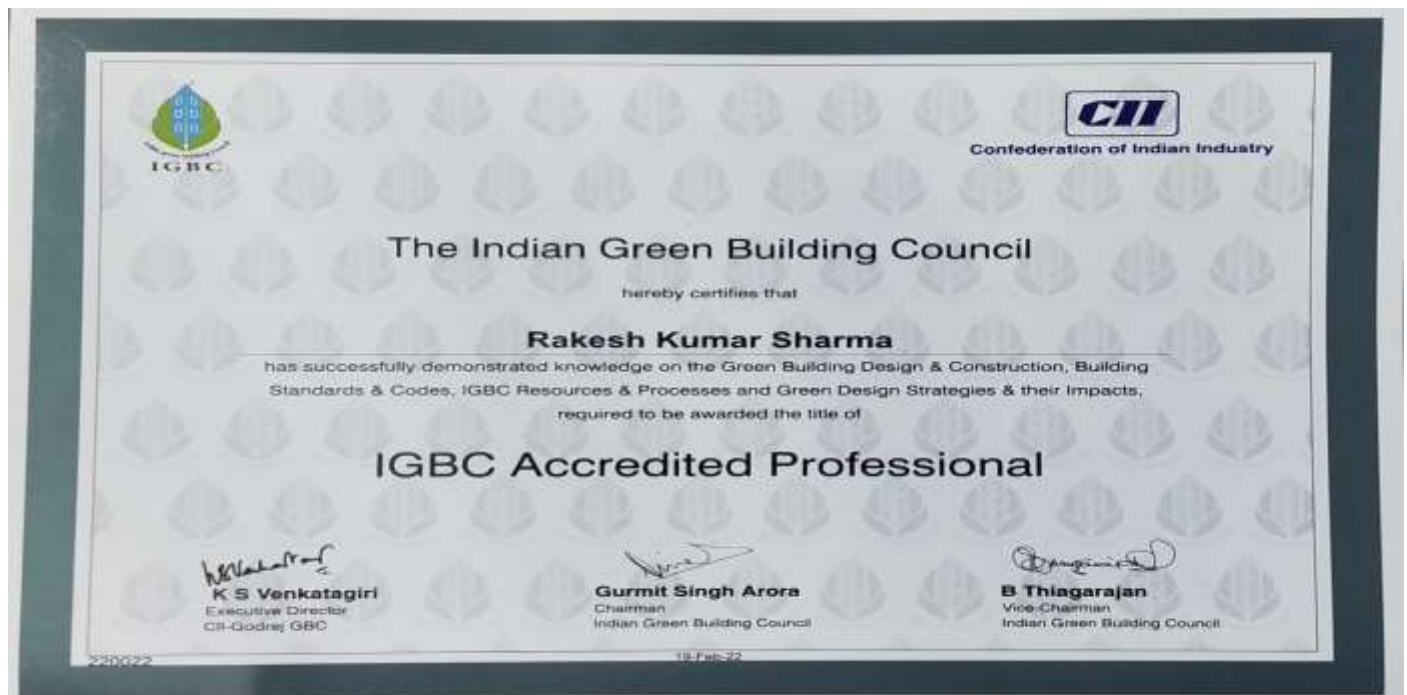 IGBC
CII
Confederation of Indian Industry
The Indian Green Building Council
hereby certifies that
Rakesh Kumar Sharma
has successfully demonstrated knowledge on the Green Building Design & Construction, Building
Standards & Codes, IGBC Resources & Processes and Green Design Strategies & their Impacts,
required to be awarded the title of
IGBC Accredited Professional
K S Venkatagiri
Executive Director
CII-Godrej GBC
Gurmit Singh Arora
Chairman
Indian Green Building Council
B Thiagarajan
Vice-Chairman
Indian Green Building Council
220022
19-Feb-22